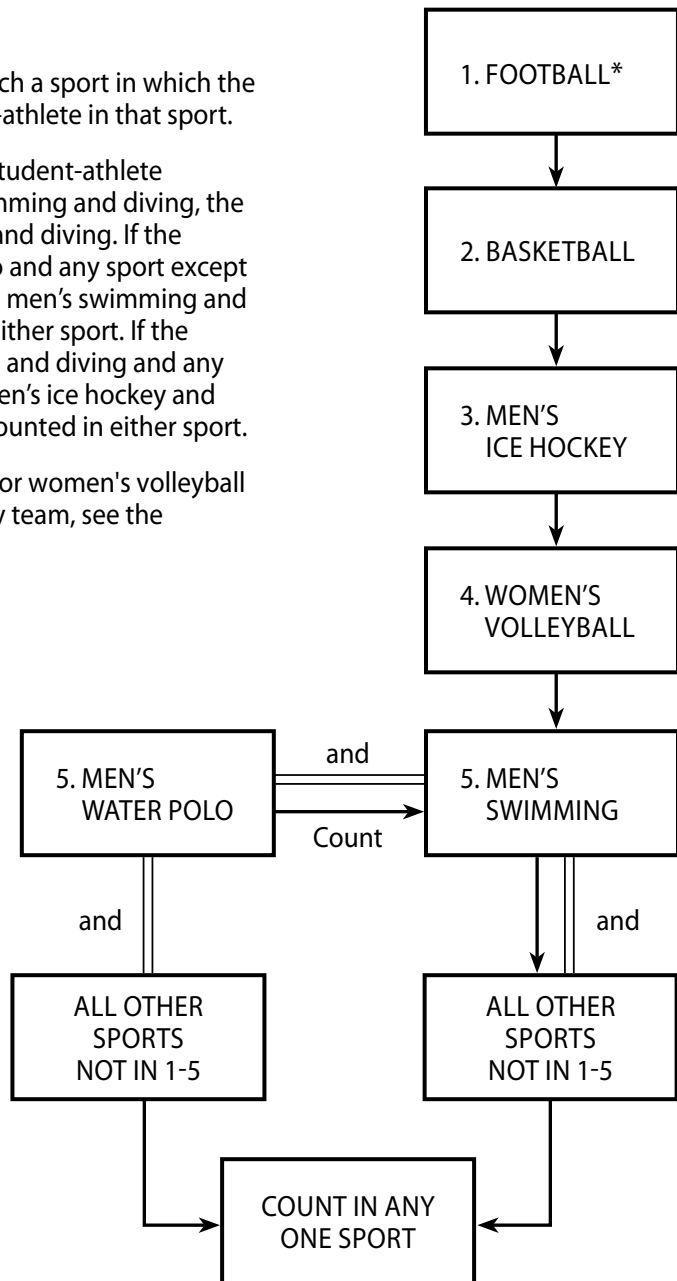 ch a sport in which the
-athlete in that sport.
tudent-athlete
nming and diving, the
and diving. If the
o and any sport except
men's swimming and
ither sport. If the
and diving and any
en's ice hockey and
ounted in either sport.
or women's volleyball
y team, see the
1. FOOTBALL*
2. BASKETBALL
3. MEN'S
ICE HOCKEY
4. WOMEN'S
VOLLEYBALL
5. MEN'S
WATER POLO
and
Count
5. MEN'S
SWIMMING
and
and
ALL OTHER
SPORTS
NOT IN 1-5
ALL OTHER
SPORTS
NOT IN 1-5
COUNT IN ANY
ONE SPORT